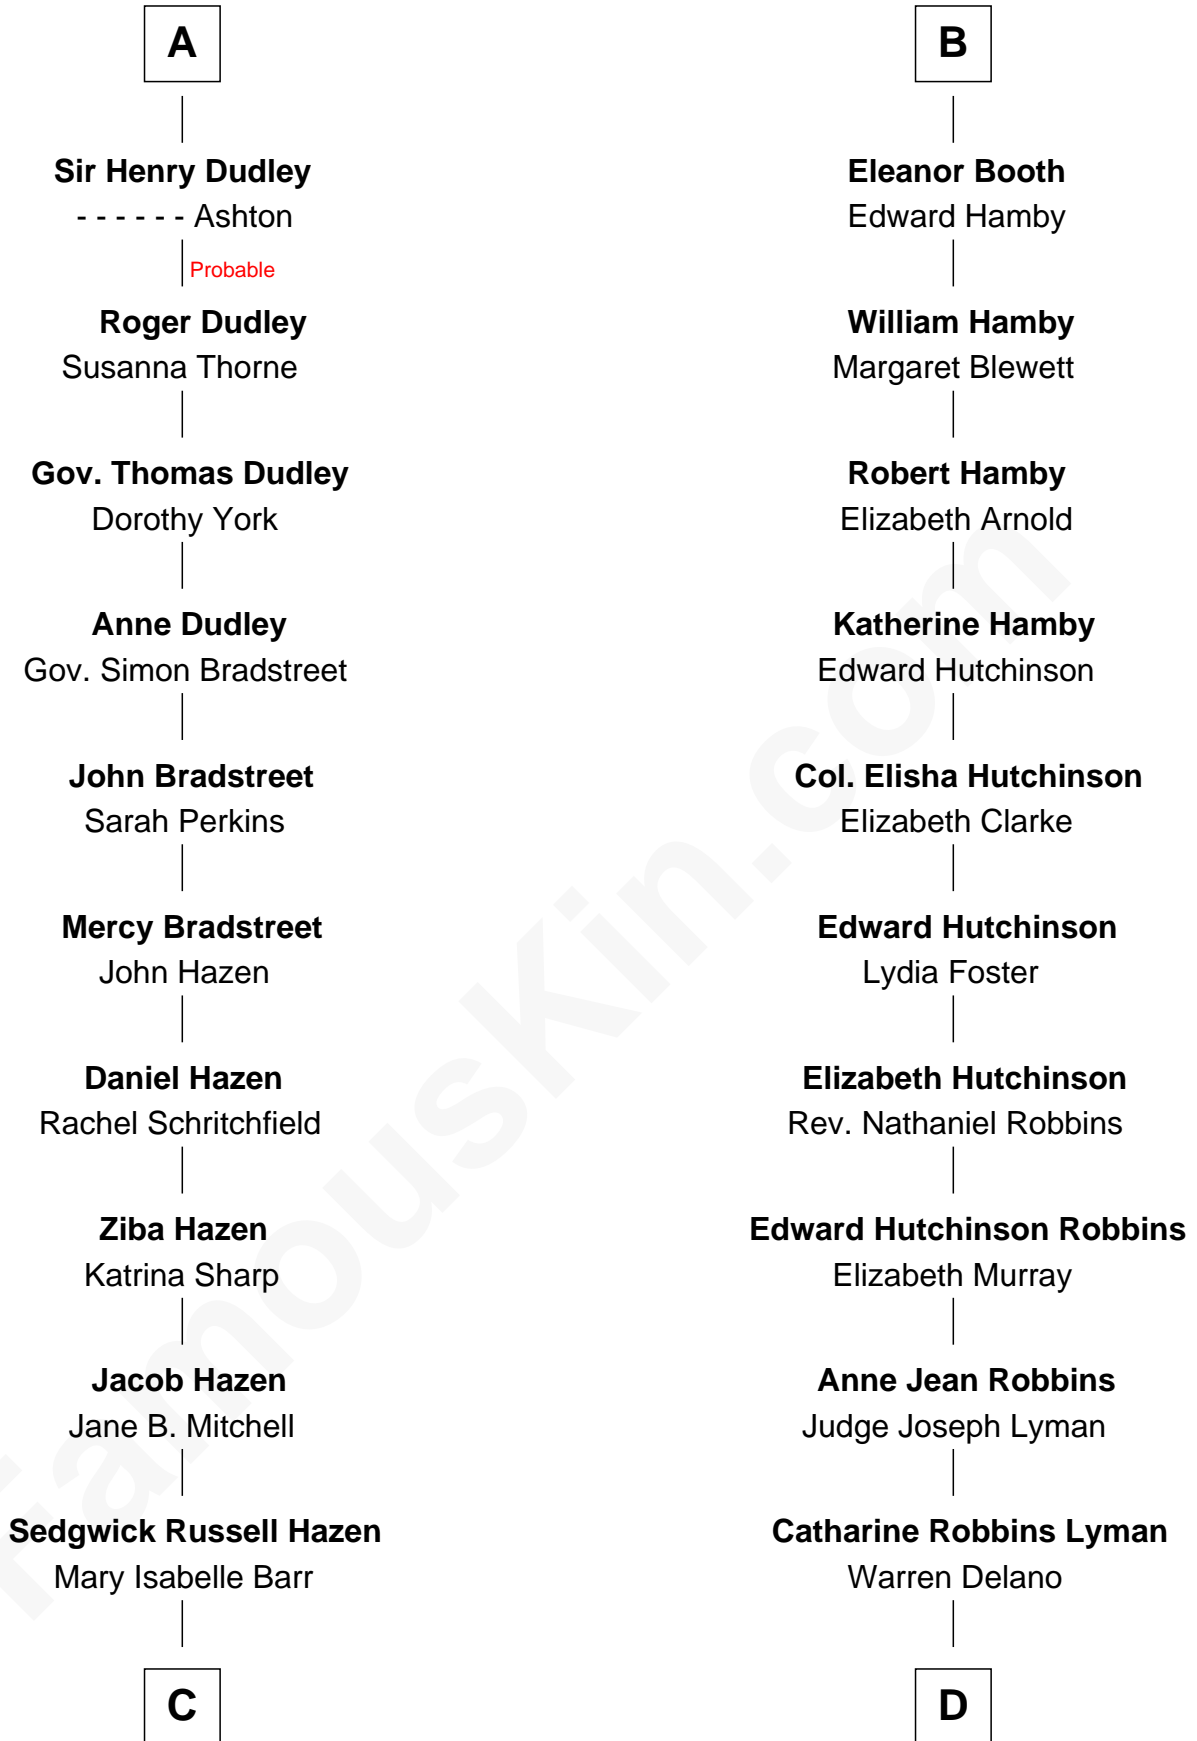 A
Sir Henry Dudley
- - - - - - Ashton
Probable
Roger Dudley
Susanna Thorne
Gov. Thomas Dudley
Dorothy York
Anne Dudley
Gov. Simon Bradstreet
John Bradstreet
Sarah Perkins
Mercy Bradstreet
John Hazen
Daniel Hazen
Rachel Schritchfield
Ziba Hazen
Katrina Sharp
Jacob Hazen
Jane B. Mitchell
Sedgwick Russell Hazen
Mary Isabelle Barr
C
B
Eleanor Booth
Edward Hamby
William Hamby
Margaret Blewett
Robert Hamby
Elizabeth Arnold
Katherine Hamby
Edward Hutchinson
Col. Elisha Hutchinson
Elizabeth Clarke
Edward Hutchinson
Lydia Foster
Elizabeth Hutchinson
Rev. Nathaniel Robbins
Edward Hutchinson Robbins
Elizabeth Murray
Anne Jean Robbins
Judge Joseph Lyman
Catharine Robbins Lyman
Warren Delano
D
FamousKin.com